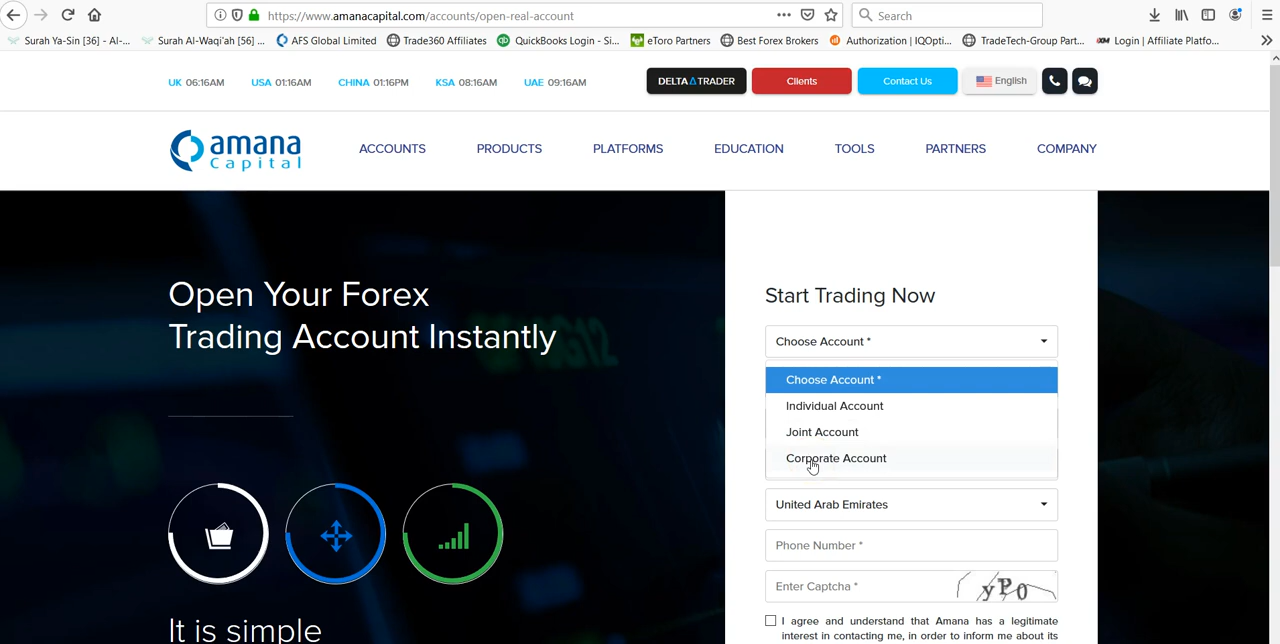 https://www.amanacapital.com/accounts/open-real-account
Search
Surah Ya-Sin [36] - Al-...
Surah Al-Waqi'ah [56] ...
AFS Global Limited
Trade360 Affiliates
QuickBooks Login - Si...
eToro Partners
Best Forex Brokers
Authorization | IQOpti...
TradeTech-Group Part...
Login | Affiliate Platfo...
UK 06:16AM
USA 01:16AM
CHINA 01:16PM
KSA 08:16AM
UAE 09:16AM
DELTA TRADER
Clients
Contact Us
English
amana
capital
ACCOUNTS
PRODUCTS
PLATFORMS
EDUCATION
TOOLS
PARTNERS
COMPANY
Open Your Forex
Trading Account Instantly
It is simple
Start Trading Now
Choose Account *
Choose Account *
Individual Account
Joint Account
Corporate Account
United Arab Emirates
Phone Number *
Enter Captcha *
yPO
I agree and understand that Amana has a legitimate
interest in contacting me, in order to inform me about its